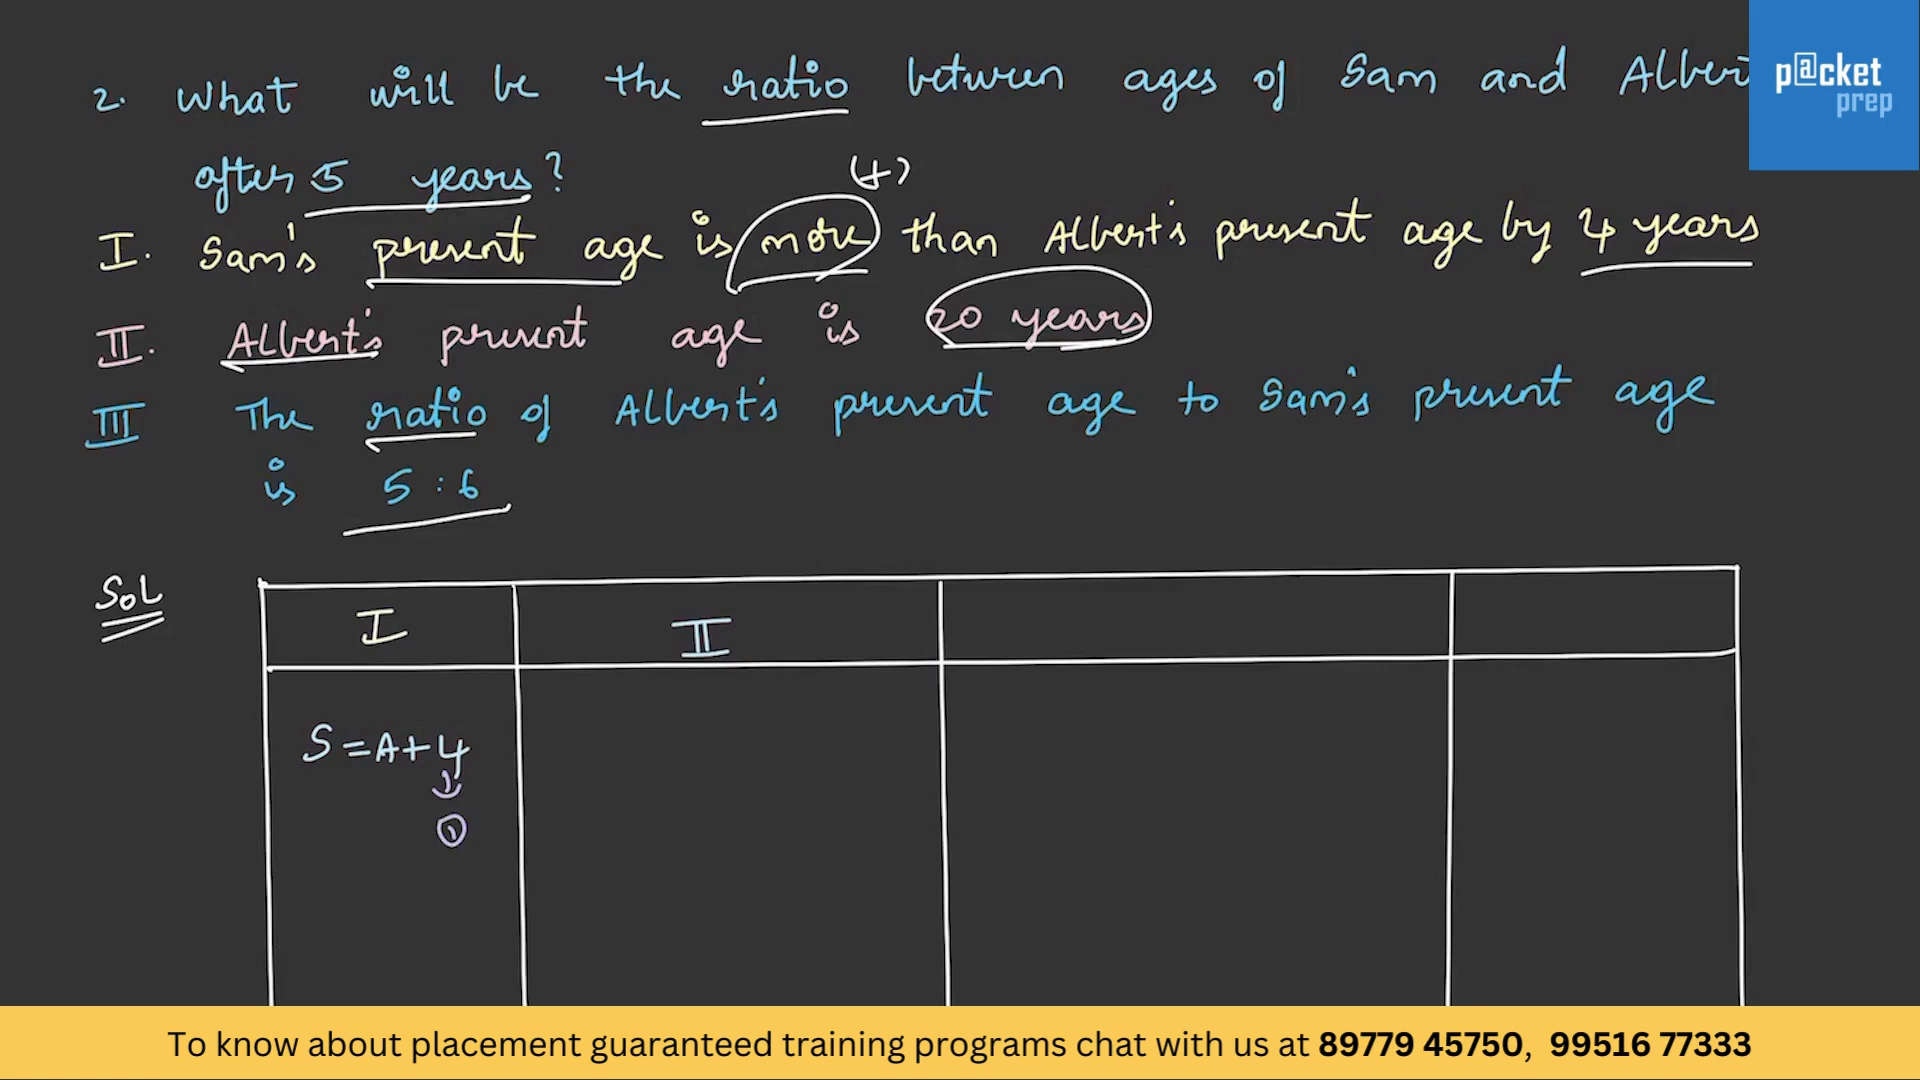 2. What will be the ratio between ages of Sam and Alber
p@cket
prep
after 5 years?
(+)
I. Sam's present age is more than Albert's present age by 4 years
II. Albert's present age is 20 years
III The ratio of Albert's present age to Sam's present age
is 5:6
Sol
I II
S=A+4
1
To know about placement guaranteed training programs chat with us at 89779 45750, 99516 77333